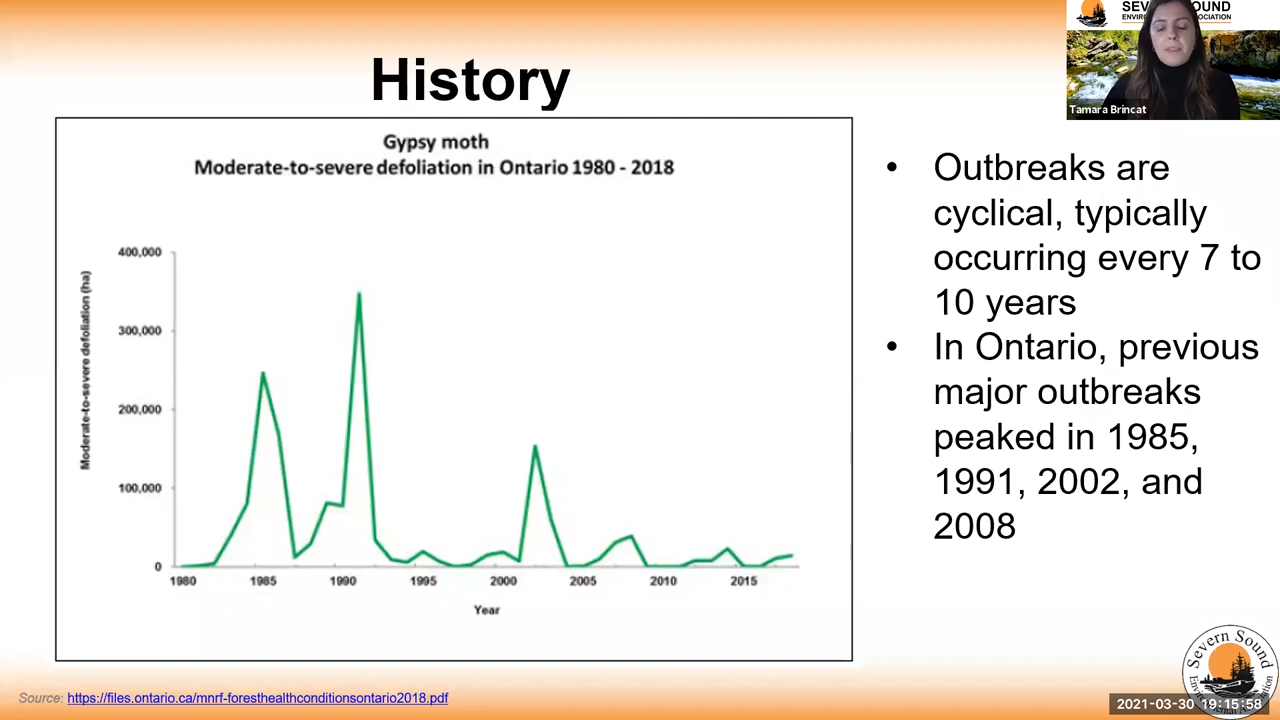 SEVERN SOUND
History
Tamara Brincat
Gypsy moth
Moderate-to-severe defoliation in Ontario 1980 - 2018
400,000
300,000
200,000
100,000
0
Moderate-to-severe defoliation (ha)
1980 1985 1990 1995 2000 2005 2010 2015
Year
• Outbreaks are
cyclical, typically
occurring every 7 to
10 years
• In Ontario, previous
major outbreaks
peaked in 1985,
1991, 2002, and
2008
Source: https://files.ontario.ca/mnrf-foresthealthconditionsontario2018.pdf
Severn Sound
2021-03-30 19:15:58